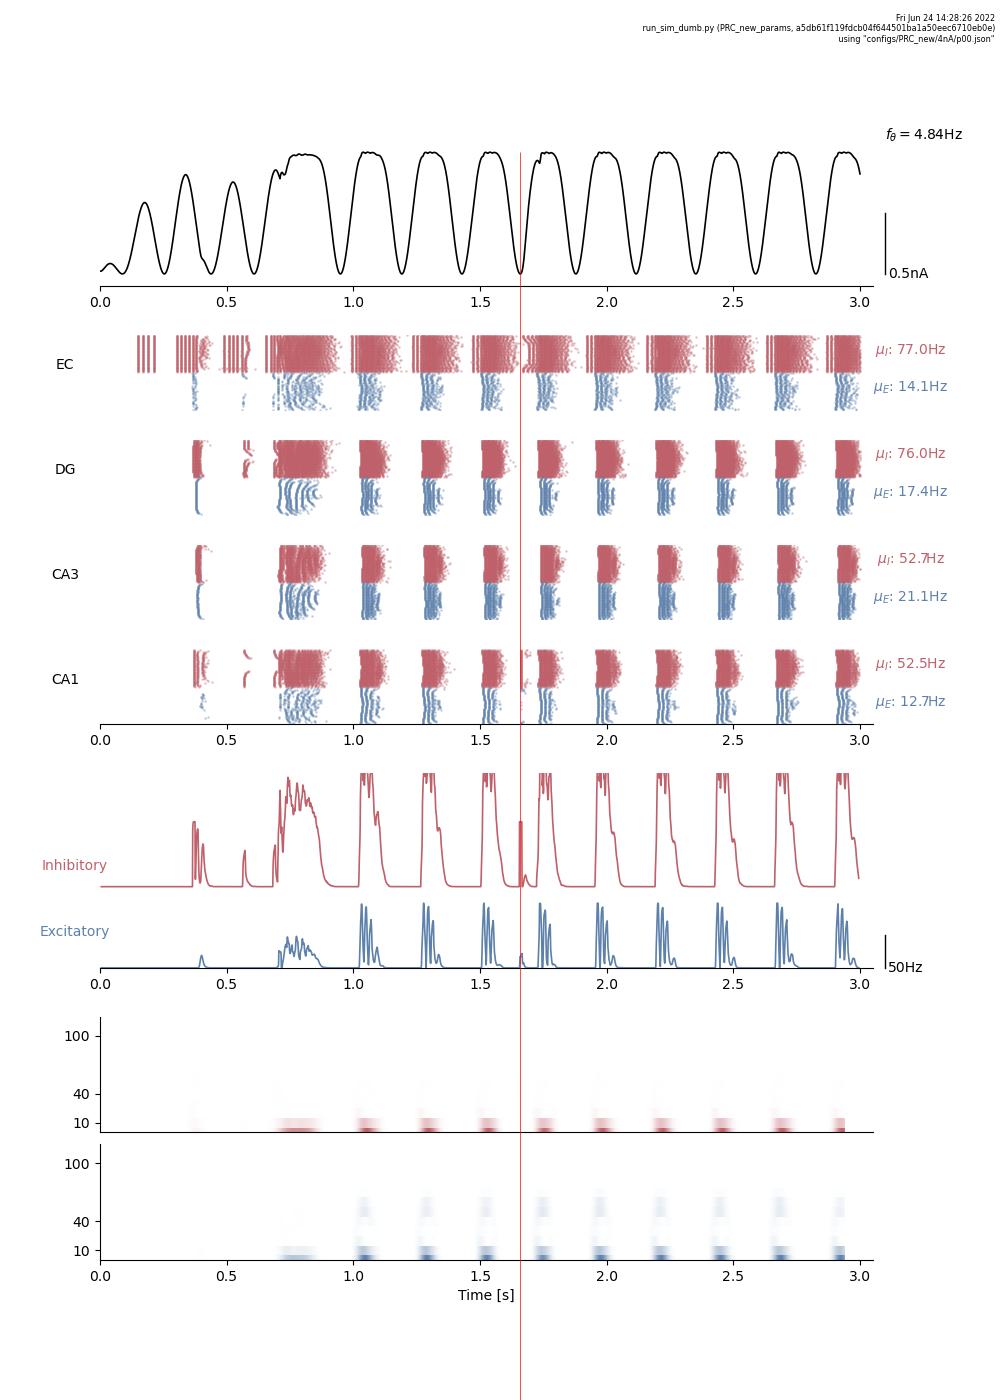 Fri Jun 24 14:28:26 2022
run_sim_dumb.py (PRC_new_params, a5db61f119fdcb04f644501ba1a50eec6710eb0e)
using "configs/PRC_new/4nA/p00.json"
fθ = 4.84Hz
0.5nA
0.0 0.5 1.0 1.5 2.0 2.5 3.0
EC
μI: 77.0Hz
μE: 14.1Hz
DG
μI: 76.0Hz
μE: 17.4Hz
CA3
μI: 52.7Hz
μE: 21.1Hz
CA1
μI: 52.5Hz
μE: 12.7Hz
0.0 0.5 1.0 1.5 2.0 2.5 3.0
Inhibitory
Excitatory
50Hz
0.0 0.5 1.0 1.5 2.0 2.5 3.0
100
40
10
100
40
10
0.0 0.5 1.0 1.5 2.0 2.5 3.0
Time [s]